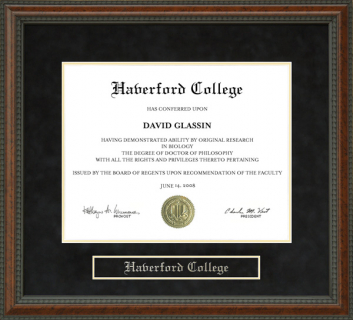 Haverford College
HAS CONFERRED UPON
DAVID GLASSIN
HAVING DEMONSTRATED ABILITY BY ORIGINAL RESEARCH
IN BIOLOGY
THE DEGREE OF DOCTOR OF PHILOSOPHY
WITH ALL THE RIGHTS AND PRIVILEGES THERETO PERTAINING
ISSUED BY THE BOARD OF REGENTS UPON RECOMMENDATION OF THE FACULTY
JUNE 14, 2006
PROVOST
PRESIDENT
Haverford College